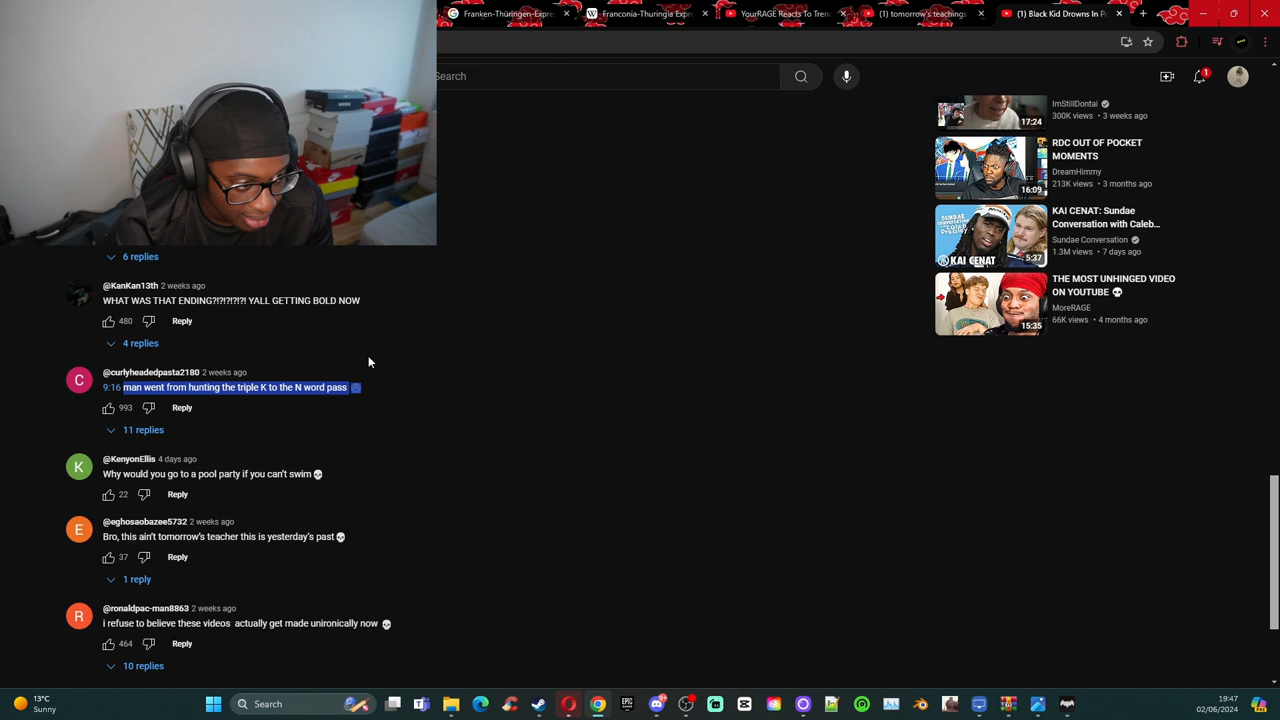 Franken-Thüringen-Expre
Franconia-Thuringia Expr
YourRAGE Reacts To Tren
(1) tomorrow's teachings
(1) Black Kid Drowns In P
Search
1
ImStillDontai
300K views • 3 weeks ago
17:24
RDC OUT OF POCKET
MOMENTS
DreamHimmy
213K views • 3 months ago
16:09
KAI CENAT: Sundae
Conversation with Caleb...
Sundae Conversation
1.3M views • 7 days ago
SUNDAE
CONVERSATION
KAI CENAT
5:37
THE MOST UNHINGED VIDEO
ON YOUTUBE 💀
MoreRAGE
66K views • 4 months ago
15:35
6 replies
@KanKan13th 2 weeks ago
WHAT WAS THAT ENDING?!?!?!?!?! YALL GETTING BOLD NOW
480 Reply
4 replies
C
@curlyheadedpasta2180 2 weeks ago
9:16 man went from hunting the triple K to the N word pass
993 Reply
11 replies
K
@KenyonEllis 4 days ago
Why would you go to a pool party if you can't swim💀
22 Reply
E
@eghosaobazee5732 2 weeks ago
Bro, this ain't tomorrow's teacher this is yesterday's past💀
37 Reply
1 reply
R
@ronaldpac-man8863 2 weeks ago
i refuse to believe these videos actually get made unironically now 💀
464 Reply
10 replies
13°C
Sunny
Search
19:47
02/06/2024